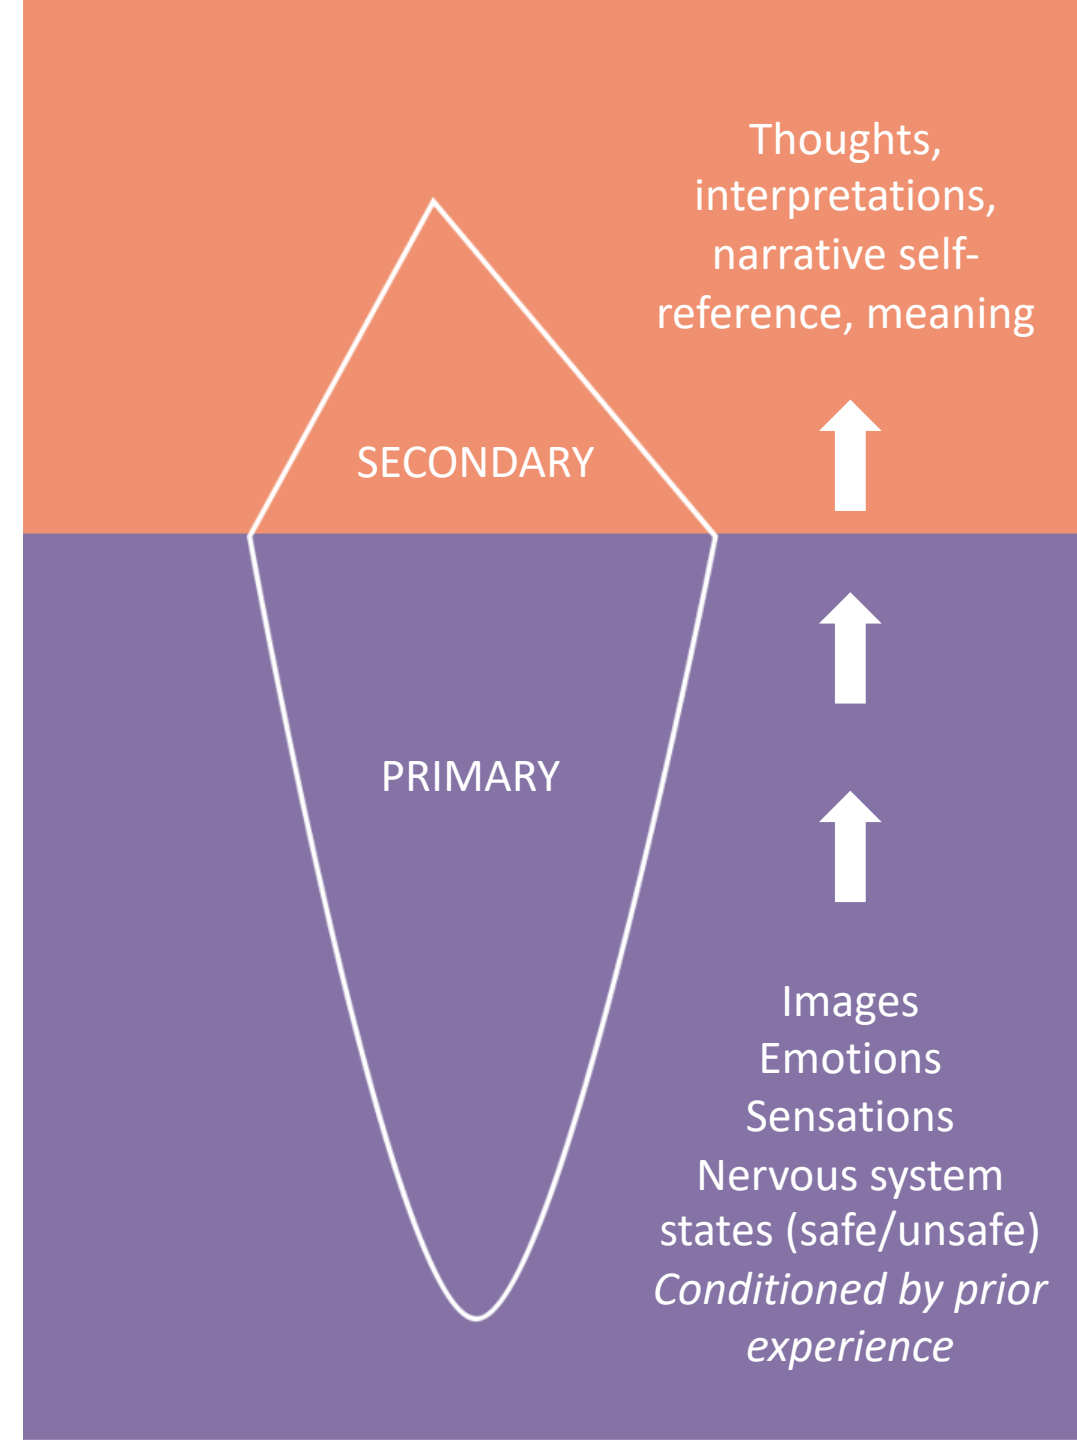 Thoughts,
interpretations,
narrative self-
reference, meaning
SECONDARY
PRIMARY
Images
Emotions
Sensations
Nervous system
states (safe/unsafe)
Conditioned by prior
experience